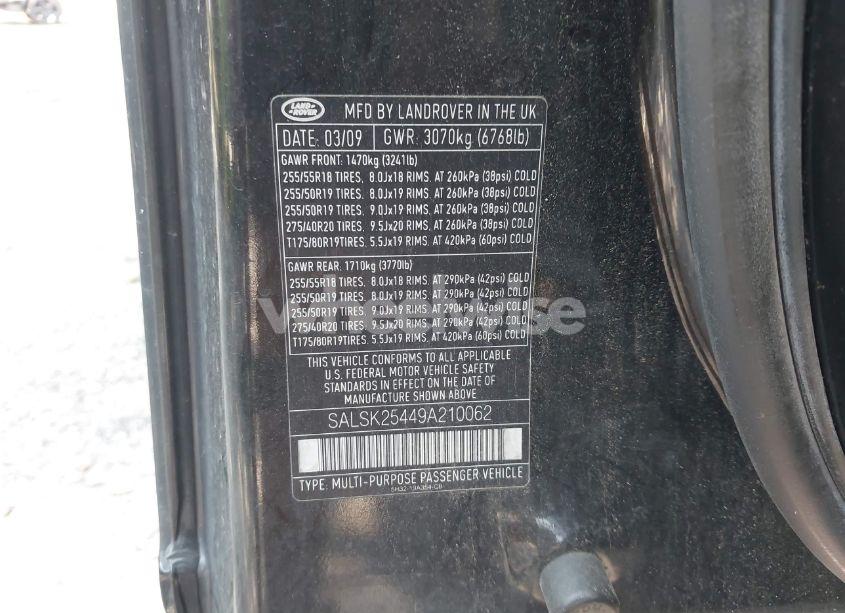 LAND ROVER
MFD BY LANDROVER IN THE UK
DATE: 03/09 GWR: 3070kg (6768lb)
GAWR FRONT: 1470kg (3241lb)
255/55R18 TIRES, 8.0Jx18 RIMS, AT 260kPa (38psi) COLD
255/50R19 TIRES, 8.0Jx19 RIMS, AT 260kPa (38psi) COLD
255/50R19 TIRES, 9.0Jx19 RIMS, AT 260kPa (38psi) COLD
275/40R20 TIRES, 9.5Jx20 RIMS, AT 260kPa (38psi) COLD
T175/80R19TIRES, 5.5Jx19 RIMS, AT 420kPa (60psi) COLD
GAWR REAR: 1710kg (3770lb)
255/55R18 TIRES, 8.0Jx18 RIMS, AT 290kPa (42psi) COLD
255/50R19 TIRES, 8.0Jx19 RIMS, AT 290kPa (42psi) COLD
255/50R19 TIRES, 9.0Jx19 RIMS, AT 290kPa (42psi) COLD
275/40R20 TIRES, 9.5Jx20 RIMS, AT 290kPa (42psi) COLD
T175/80R19TIRES, 5.5Jx19 RIMS, AT 420kPa (60psi) COLD
THIS VEHICLE CONFORMS TO ALL APPLICABLE
U.S. FEDERAL MOTOR VEHICLE SAFETY
STANDARDS IN EFFECT ON THE DATE OF
MANUFACTURE SHOWN ABOVE
SALSK25449A210062
TYPE: MULTI-PURPOSE PASSENGER VEHICLE